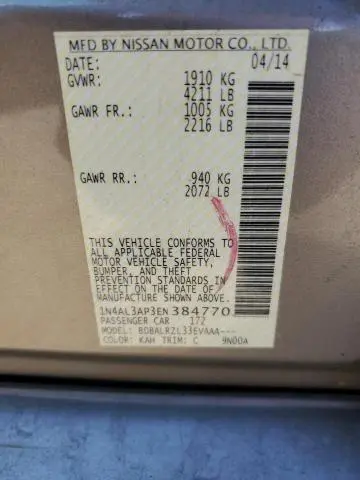 MFD BY NISSAN MOTOR CO., LTD.
DATE: 04/14
GVWR: 1910 KG
4211 LB
GAWR FR.: 1005 KG
2216 LB
GAWR RR.: 940 KG
2072 LB
THIS VEHICLE CONFORMS TO
ALL APPLICABLE FEDERAL
MOTOR VEHICLE SAFETY,
BUMPER, AND THEFT
PREVENTION STANDARDS IN
EFFECT ON THE DATE OF
MANUFACTURE SHOWN ABOVE.
1N4AL3AP3EN384770
PASSENGER CAR 172
MODEL: BDBALRZL33EVAAA---
COLOR: KAH TRIM: C 9N00A